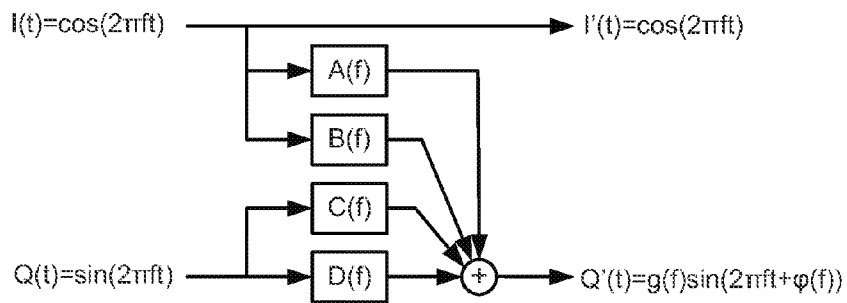 I(t)=cos(2πft)
I'(t)=cos(2πft)
A(f)
B(f)
C(f)
Q(t)=sin(2πft)
D(f)
+
Q'(t)=g(f)sin(2πft+φ(f))